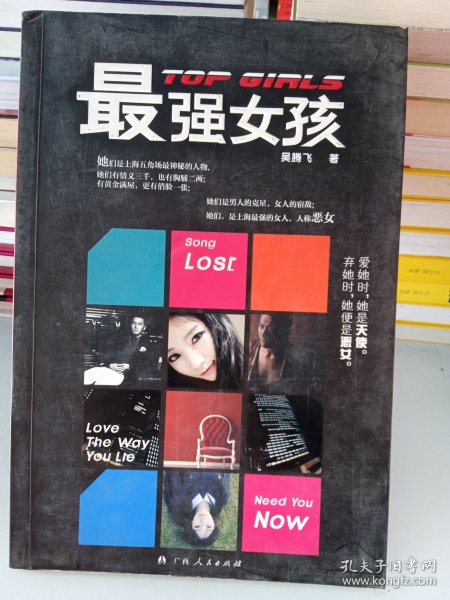 TOP GIRLS
最强女孩
吴腾飞 著
她们是上海五角场最神秘的人物,
她们有情义三千,也有胸脯二两;
有黄金满屋,更有俏脸一张;
她们是男人的克星,女人的宿敌;
她们,是上海最强的女人,人称恶女
爱她时,她是天使。
弃她时,她便是恶女。
Song
Lost
Love
The Way
You Lie
Need You
Now
广西人民出版社
孔夫子旧书网
www.kongfz.com